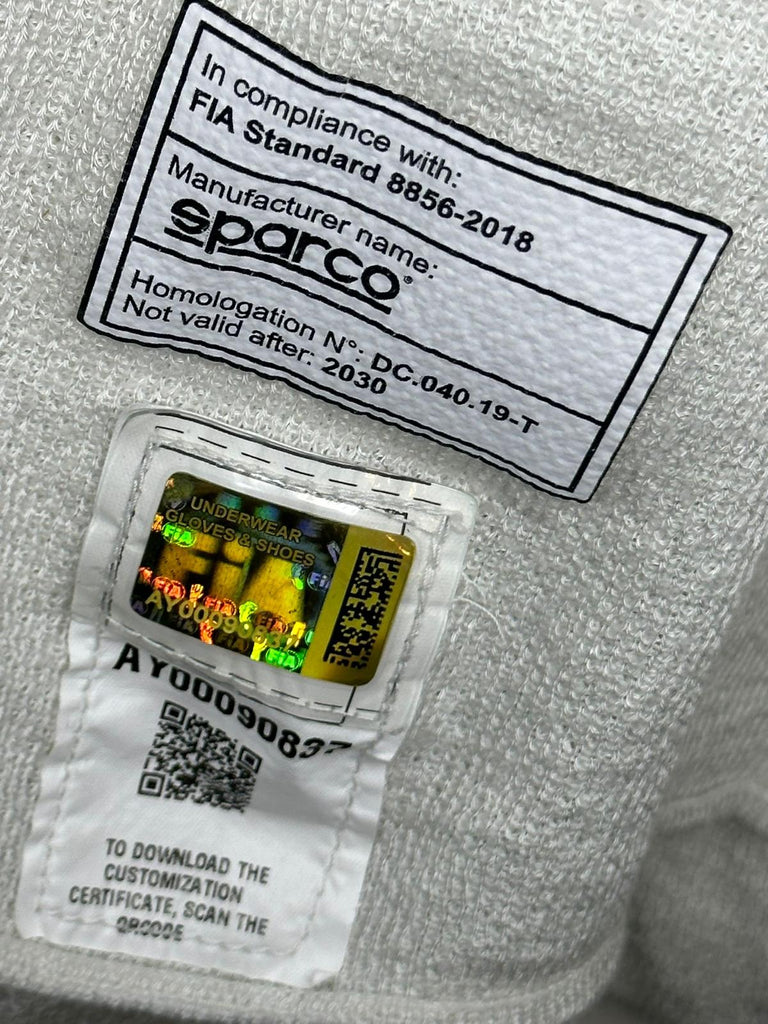 In compliance with:
FIA Standard 8856-2018
Manufacturer name:
sparco
Homologation N°: DC.040.19-T
Not valid after: 2030
UNDERWEAR
GLOVES & SHOES
FIA
AY00090837
AY00090837
TO DOWNLOAD THE
CUSTOMIZATION
CERTIFICATE, SCAN THE
QRCODE